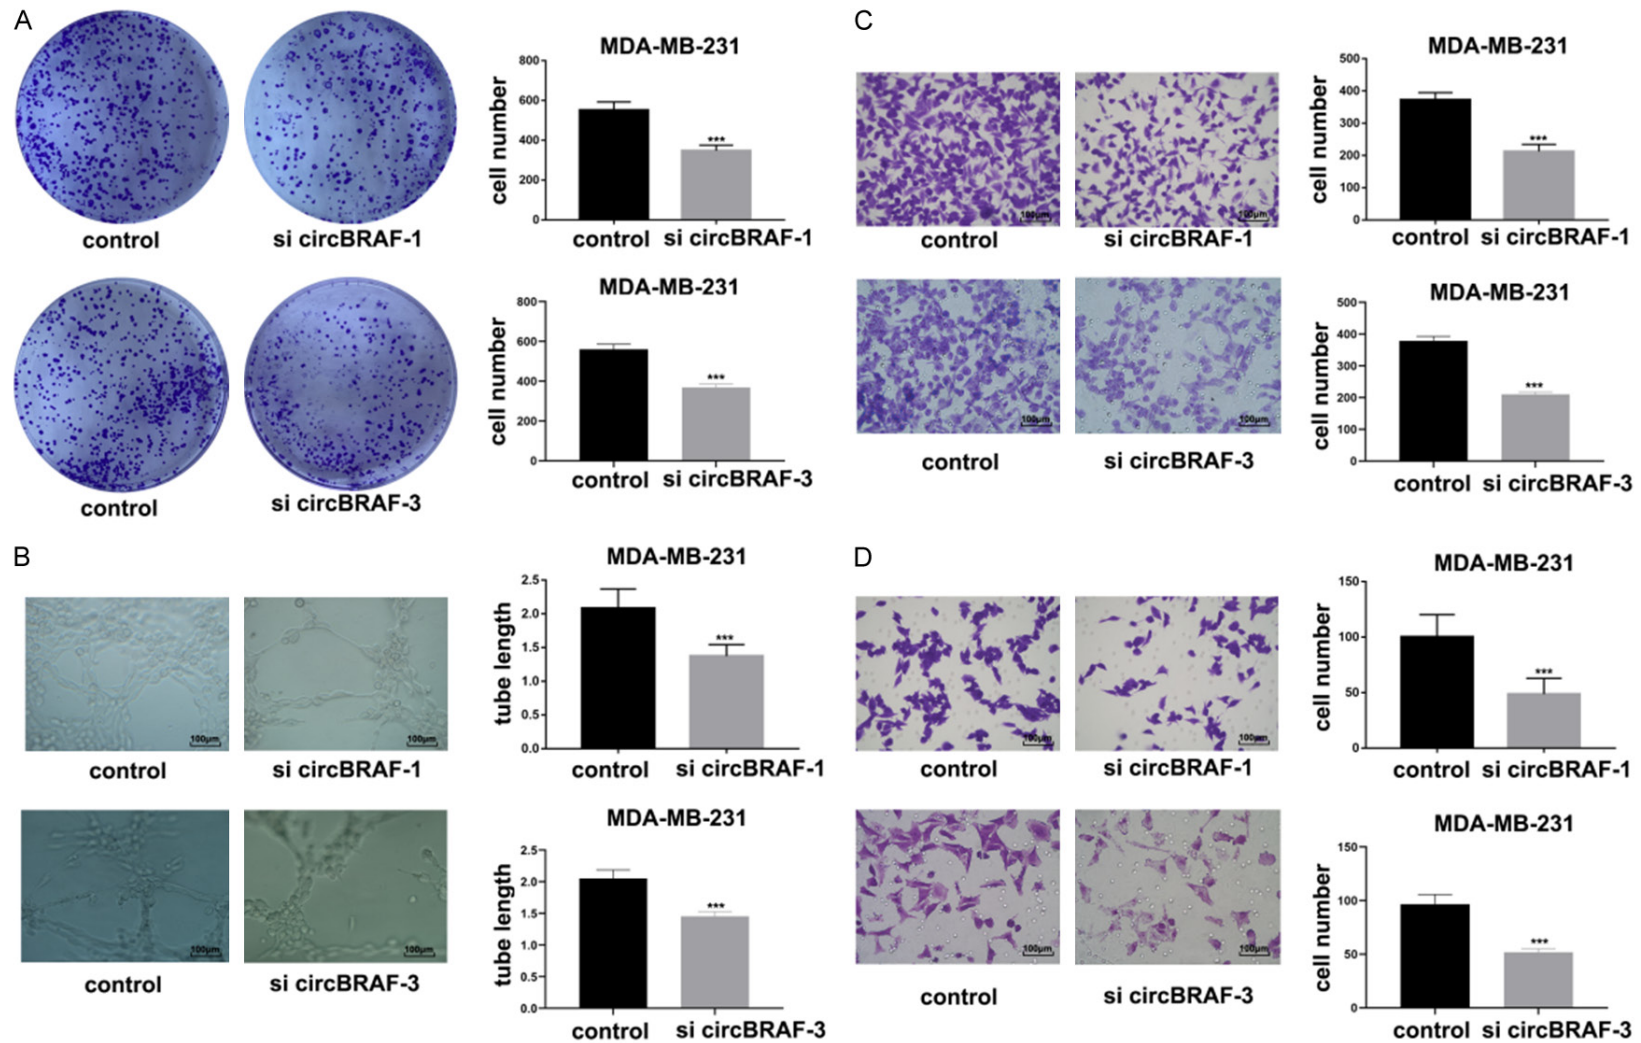 A
control
si circBRAF-1
MDA-MB-231
cell number
800
600
400
200
0
***
control si circBRAF-1
control
si circBRAF-3
MDA-MB-231
cell number
800
600
400
200
0
***
control si circBRAF-3
B
100μm
100μm
control
si circBRAF-1
MDA-MB-231
tube length
2.5
2.0
1.5
1.0
0.5
0.0
***
control si circBRAF-1
100μm
100μm
control
si circBRAF-3
MDA-MB-231
tube length
2.5
2.0
1.5
1.0
0.5
0.0
***
control si circBRAF-3
C
100μm
100μm
control
si circBRAF-1
MDA-MB-231
cell number
500
400
300
200
100
0
***
control si circBRAF-1
100μm
100μm
control
si circBRAF-3
MDA-MB-231
cell number
500
400
300
200
100
0
***
control si circBRAF-3
D
100μm
100μm
control
si circBRAF-1
MDA-MB-231
cell number
150
100
50
0
***
control si circBRAF-1
100μm
100μm
control
si circBRAF-3
MDA-MB-231
cell number
150
100
50
0
***
control si circBRAF-3